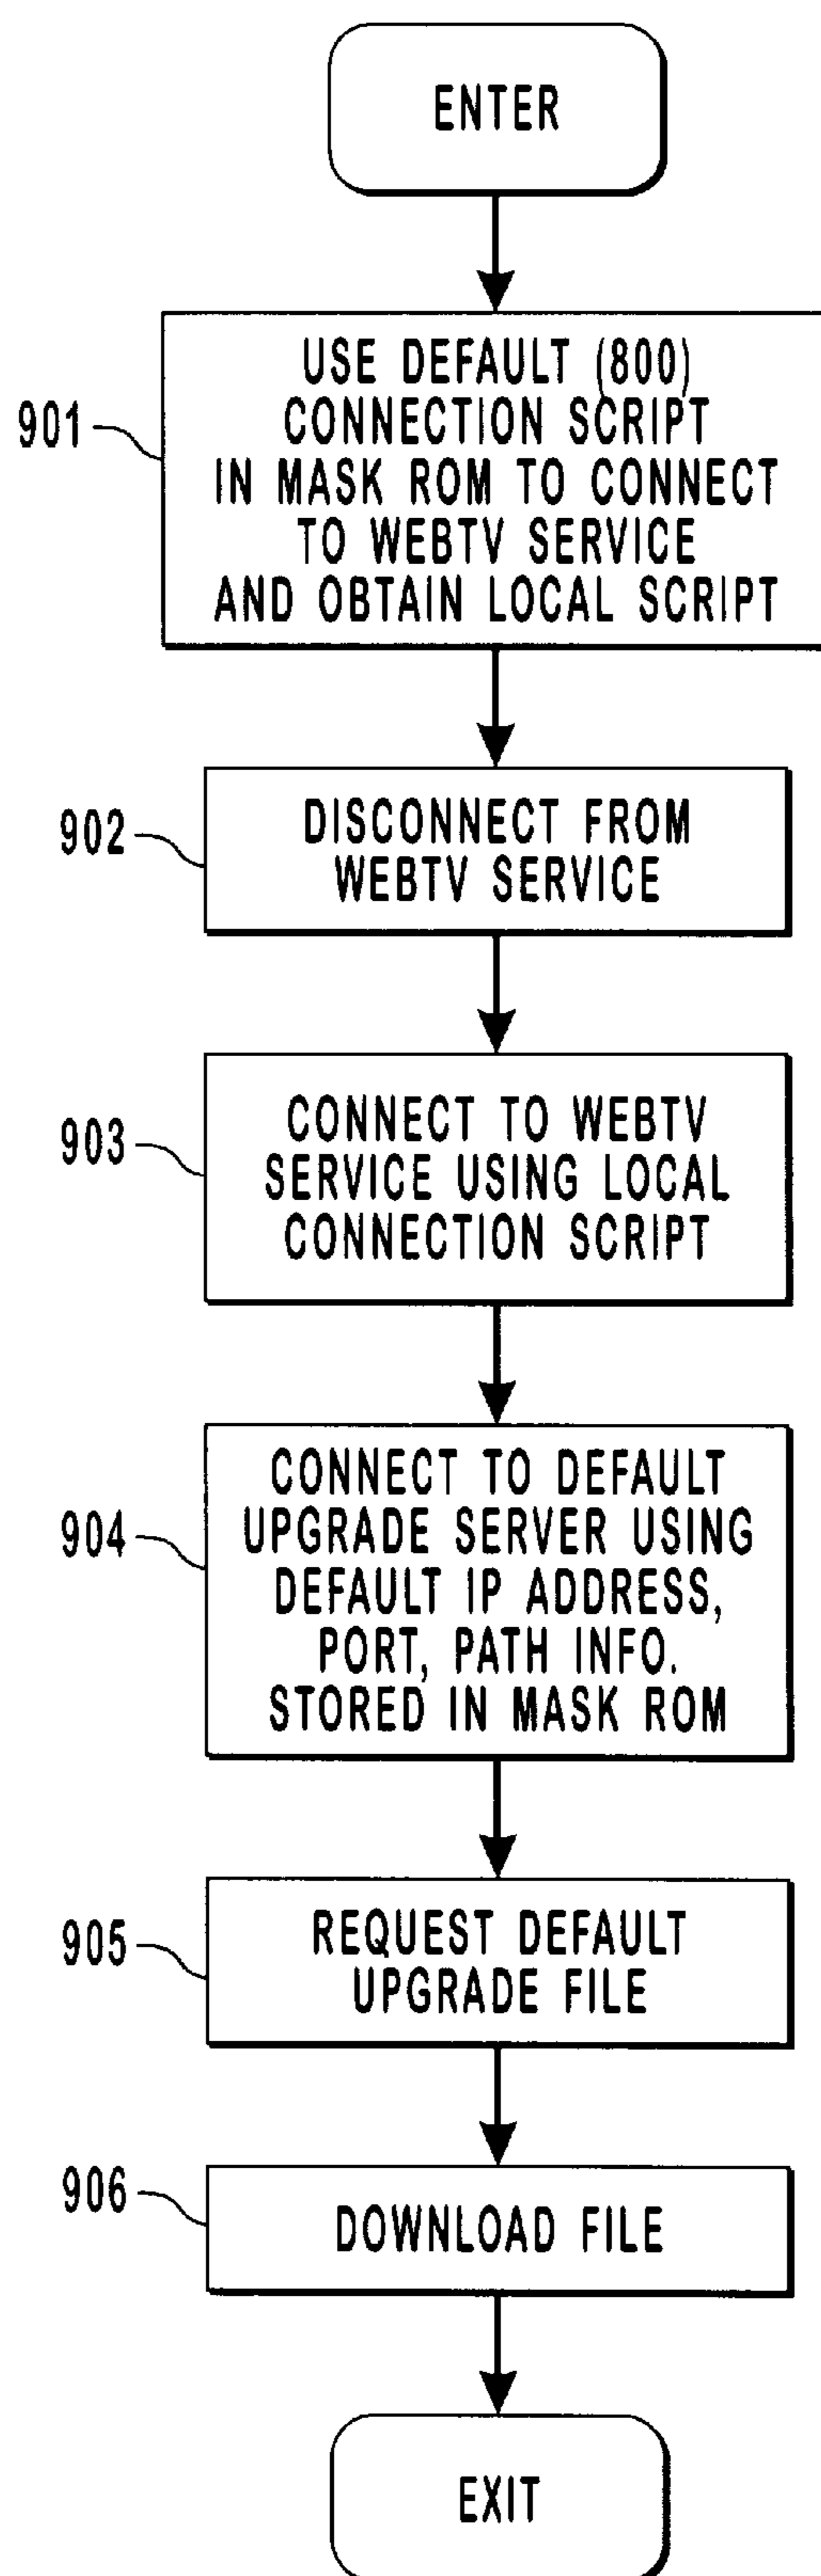 ENTER
901
USE DEFAULT (800)
CONNECTION SCRIPT
IN MASK ROM TO CONNECT
TO WEBTV SERVICE
AND OBTAIN LOCAL SCRIPT
902
DISCONNECT FROM
WEBTV SERVICE
903
CONNECT TO WEBTV
SERVICE USING LOCAL
CONNECTION SCRIPT
904
CONNECT TO DEFAULT
UPGRADE SERVER USING
DEFAULT IP ADDRESS,
PORT, PATH INFO.
STORED IN MASK ROM
905
REQUEST DEFAULT
UPGRADE FILE
906
DOWNLOAD FILE
EXIT